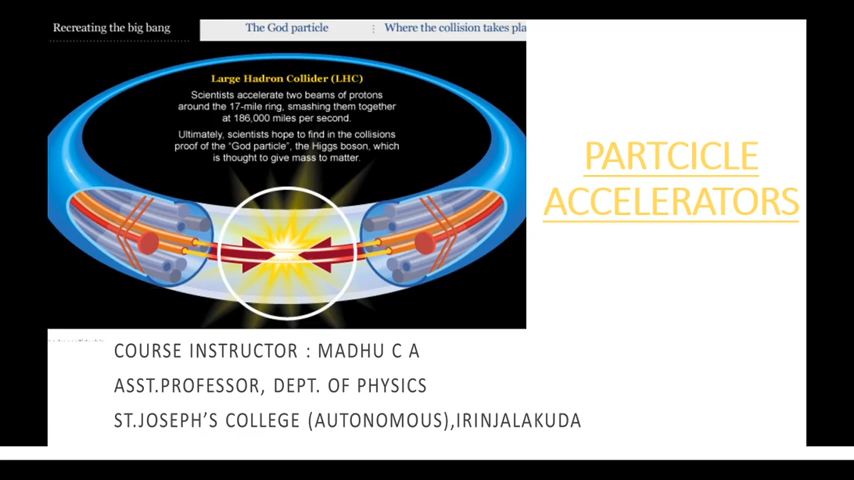 Recreating the big bang
The God particle
Where the collision takes pla
Large Hadron Collider (LHC)
Scientists accelerate two beams of protons
around the 17-mile ring, smashing them together
at 186,000 miles per second.
Ultimately, scientists hope to find in the collisions
proof of the "God particle", the Higgs boson, which
is thought to give mass to matter.
PARTCICLE
ACCELERATORS
COURSE INSTRUCTOR : MADHU C A
ASST.PROFESSOR, DEPT. OF PHYSICS
ST.JOSEPH'S COLLEGE (AUTONOMOUS),IRINJALAKUDA